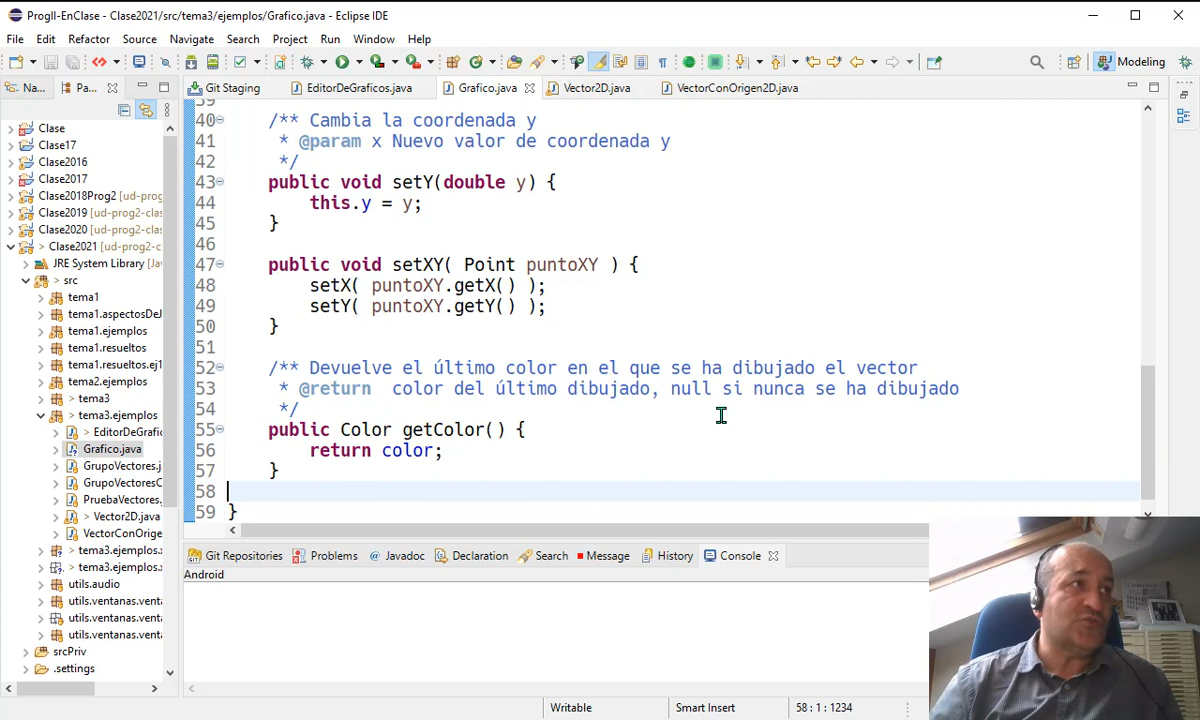 ProgII-EnClase - Clase2021/src/tema3/ejemplos/Grafico.java - Eclipse IDE
File Edit Refactor Source Navigate Search Project Run Window Help
Modeling
Na... Pa...
Git Staging EditorDeGraficos.java Grafico.java Vector2D.java VectorConOrigen2D.java
Clase
Clase17
Clase2016
Clase2017
Clase2018Prog2 [ud-prog
Clase2019 [ud-prog2-clas
Clase2020 [ud-prog2-clas
> Clase2021 [ud-prog2-c
JRE System Library [Jav
> src
tema1
tema1.aspectosDeJ
tema1.ejemplos
tema1.resueltos
tema1.resueltos.ej1
tema2.ejemplos
> tema3
> tema3.ejemplos
> EditorDeGrafic
Grafico.java
GrupoVectores.j
GrupoVectoresC
PruebaVectores.
> Vector2D.java
VectorConOrige
> tema3.ejemplos.
> tema3.ejemplos.
utils.audio
utils.ventanas.venta
utils.ventanas.venta
utils.ventanas.venta
srcPriv
.settings
39
40 /** Cambia la coordenada y
41 * @param x Nuevo valor de coordenada y
42 */
43 public void setY(double y) {
44 this.y = y;
45 }
46
47 public void setXY( Point puntoXY ) {
48 setX( puntoXY.getX() );
49 setY( puntoXY.getY() );
50 }
51
52 /** Devuelve el último color en el que se ha dibujado el vector
53 * @return color del último dibujado, null si nunca se ha dibujado
54 */
55 public Color getColor() {
56 return color;
57 }
58
59 }
Git Repositories Problems @ Javadoc Declaration Search Message History Console
Android
Writable Smart Insert 58 : 1 : 1234